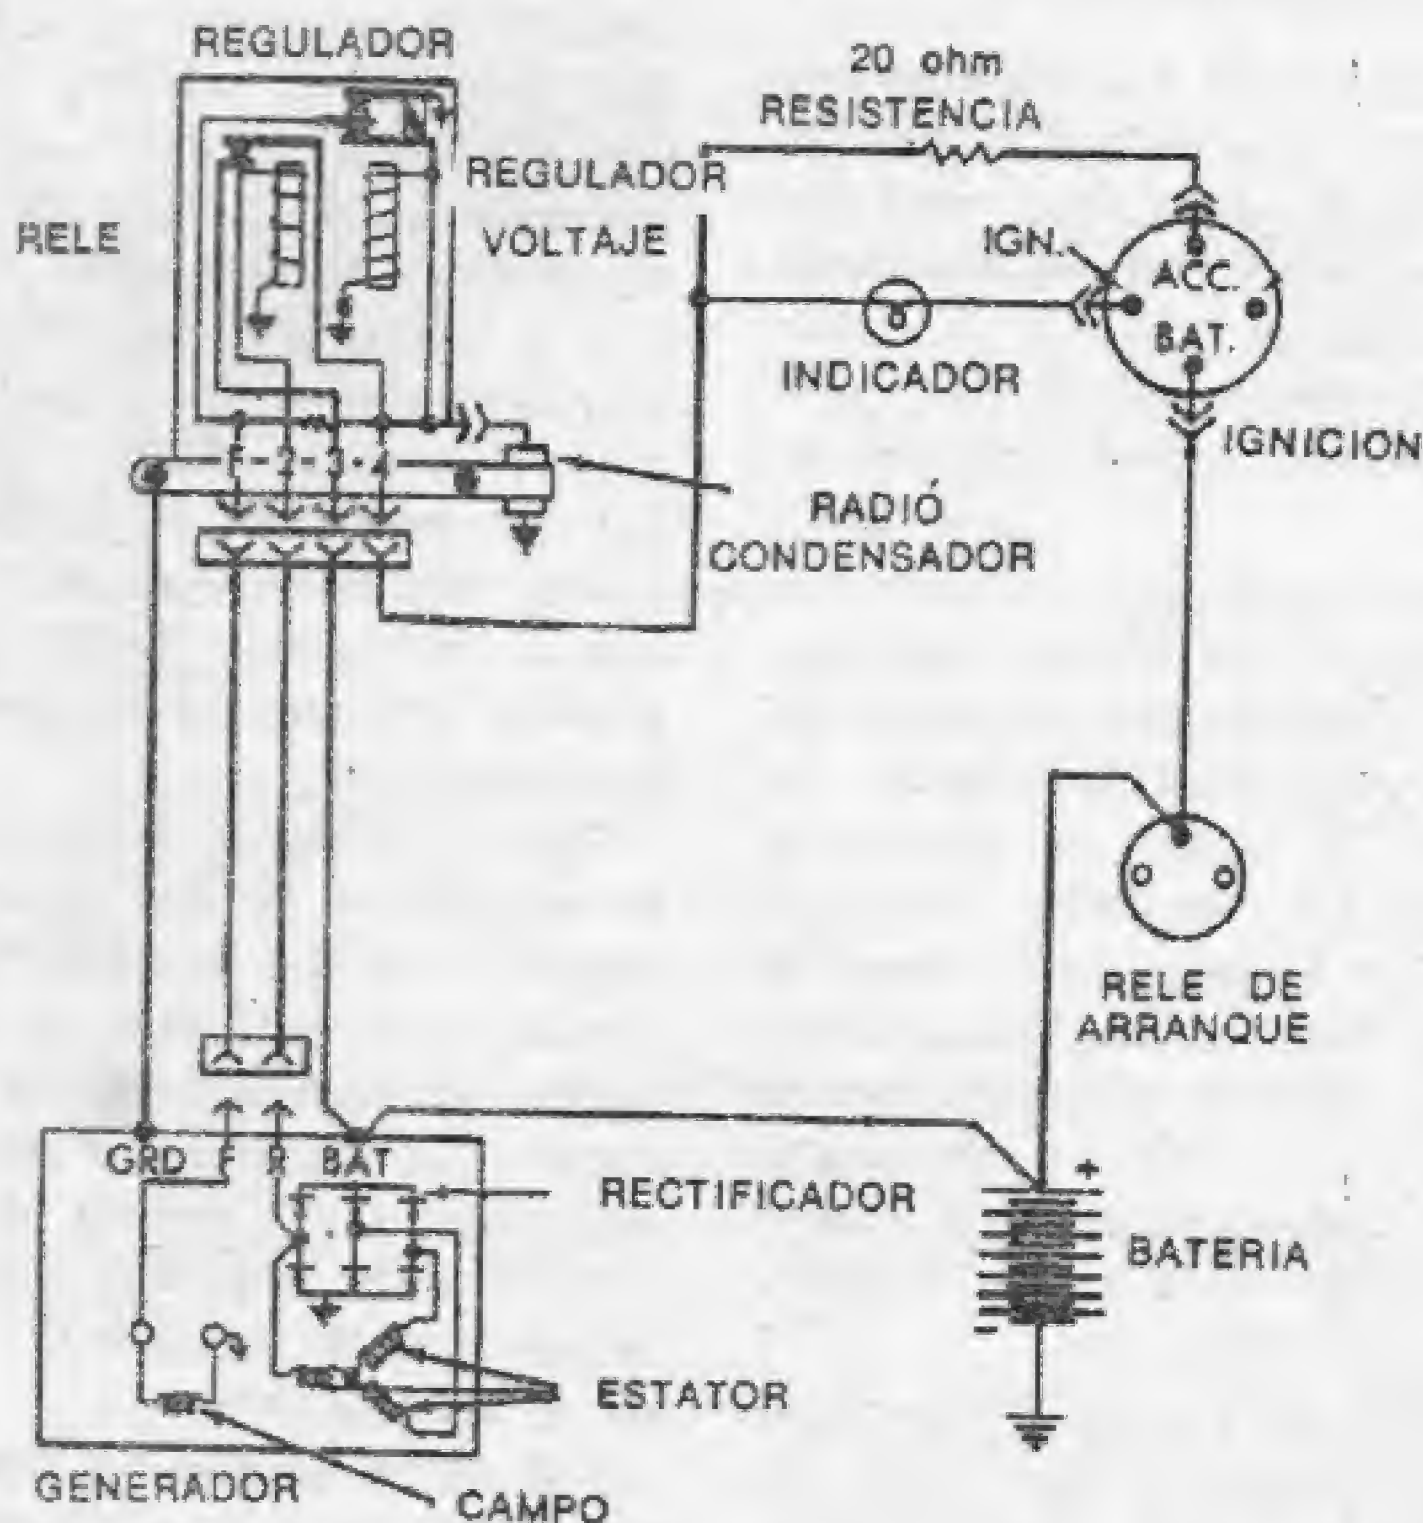 REGULADOR
20 ohm
RESISTENCIA
REGULADOR
VOLTAJE
RELE
IGN.
ACC.
BAT.
INDICADOR
IGNICION
F - 2 - 3 - 4
RADIÓ
CONDENSADOR
RELE DE
ARRANQUE
GRD F R BAT
RECTIFICADOR
+
BATERIA
-
ESTATOR
GENERADOR
CAMPO